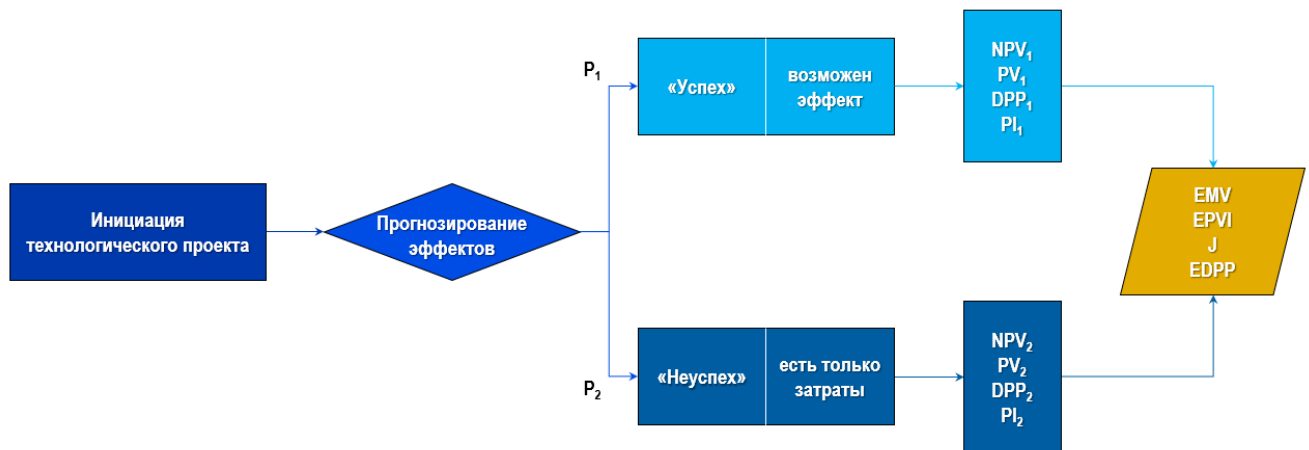 Инициация
технологического проекта
Прогнозирование
эффектов
P₁
«Успех»
возможен
эффект
NPV₁
PV₁
DPP₁
PI₁
P₂
«Неуспех»
есть только
затраты
NPV₂
PV₂
DPP₂
PI₂
EMV
EPVI
J
EDPP